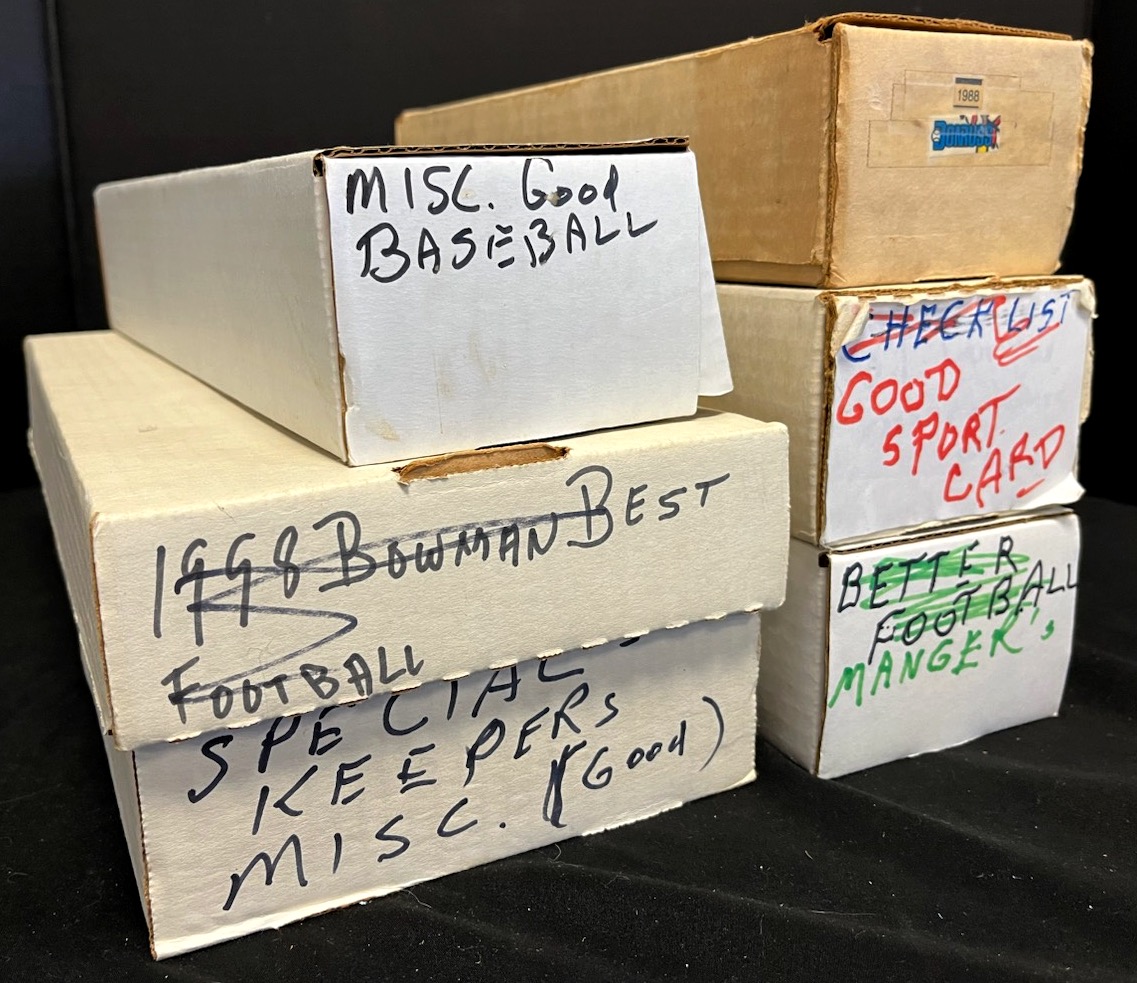 MISC. Good
BASEBALL
1998 BOWMAN BEST
FOOTBALL
SPECIAL
KEEPERS
MISC. (Good)
1988
DONRUSS
CHECK LIST
GOOD
SPORT
CARD
BETTER
FOOTBALL
MANGER's